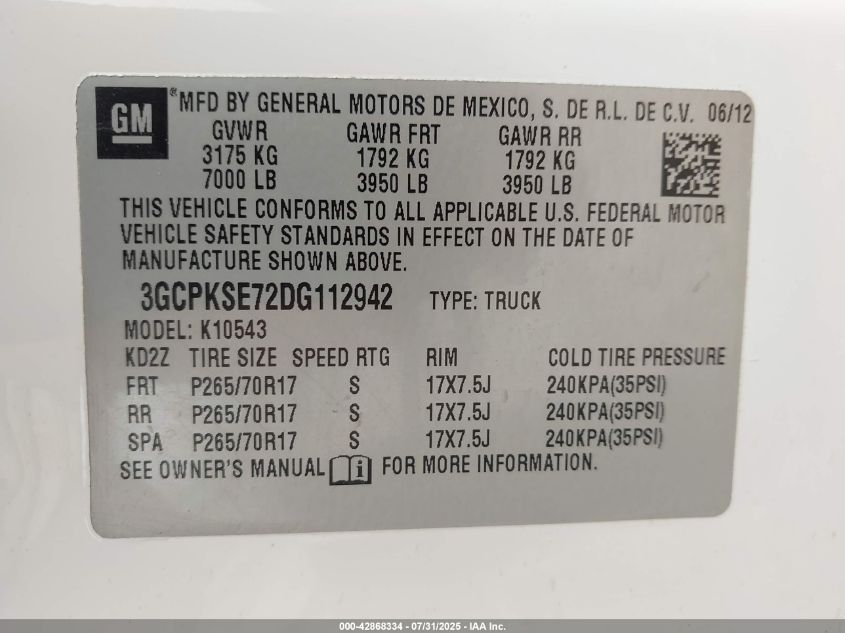 GM ® MFD BY GENERAL MOTORS DE MEXICO, S. DE R.L. DE C.V. 06/12
GVWR GAWR FRT GAWR RR
3175 KG 1792 KG 1792 KG
7000 LB 3950 LB 3950 LB
THIS VEHICLE CONFORMS TO ALL APPLICABLE U.S. FEDERAL MOTOR
VEHICLE SAFETY STANDARDS IN EFFECT ON THE DATE OF
MANUFACTURE SHOWN ABOVE.
3GCPKSE72DG112942 TYPE: TRUCK
MODEL: K10543
KD2Z TIRE SIZE SPEED RTG RIM COLD TIRE PRESSURE
FRT P265/70R17 S 17X7.5J 240KPA(35PSI)
RR P265/70R17 S 17X7.5J 240KPA(35PSI)
SPA P265/70R17 S 17X7.5J 240KPA(35PSI)
SEE OWNER'S MANUAL i FOR MORE INFORMATION.
000-42868334 - 07/31/2025 - IAA Inc.